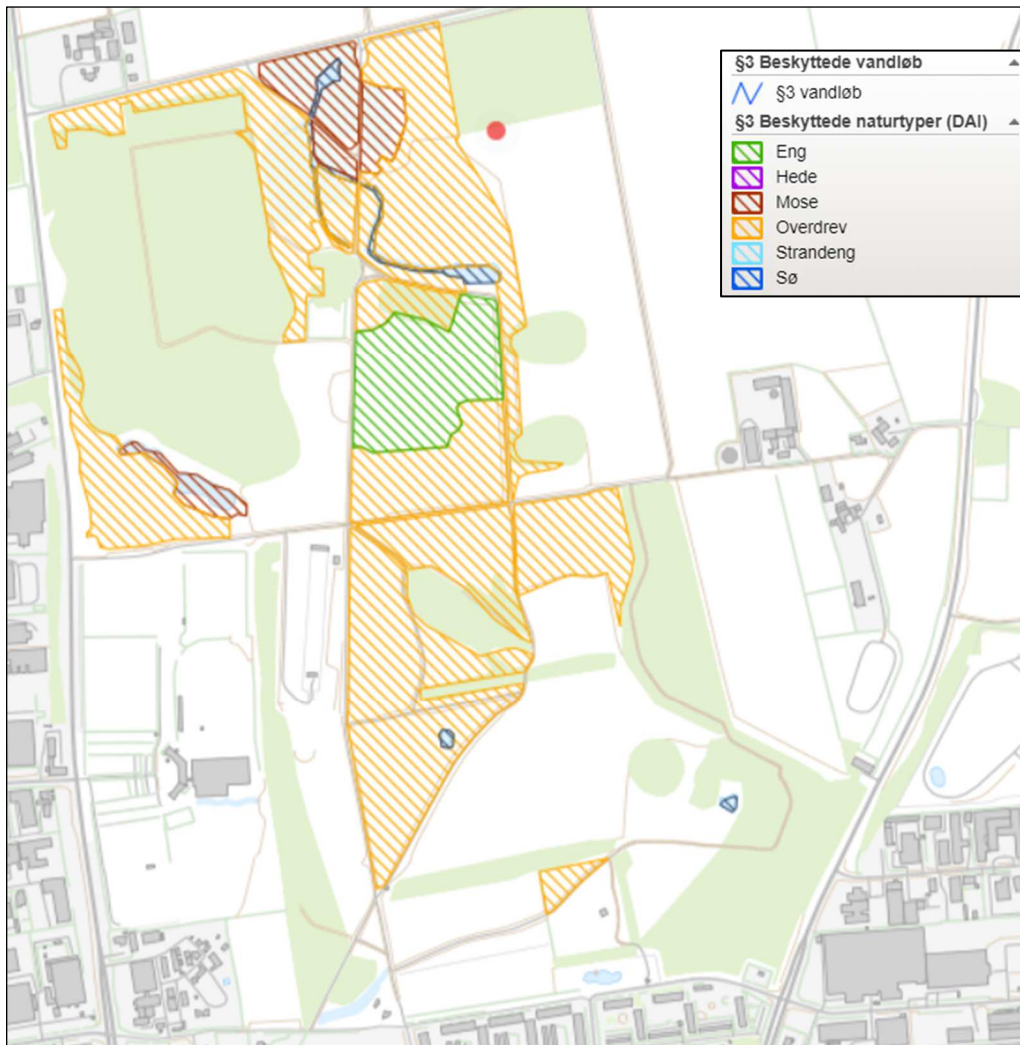 §3 Beskyttede vandløb
§3 vandløb
§3 Beskyttede naturtyper (DAI)
Eng
Hede
Mose
Overdrev
Strandeng
Sø